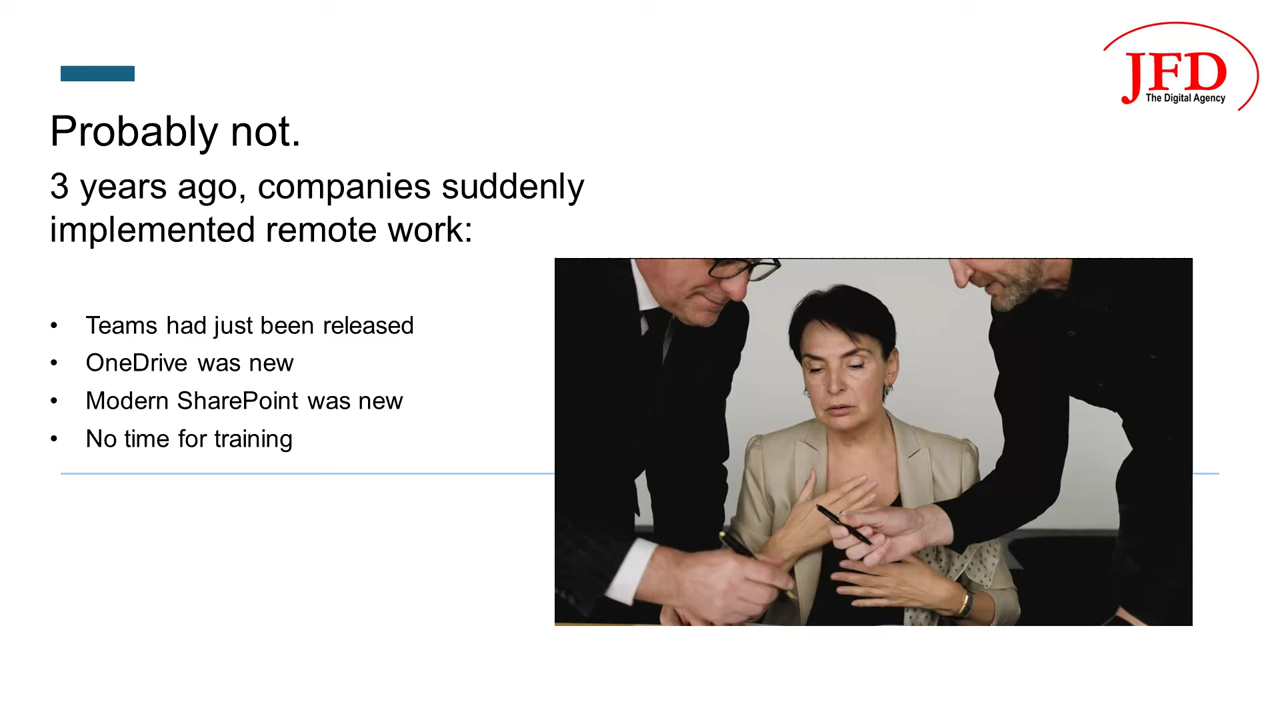 JFD
The Digital Agency
Probably not.
3 years ago, companies suddenly
implemented remote work:
• Teams had just been released
• OneDrive was new
• Modern SharePoint was new
• No time for training